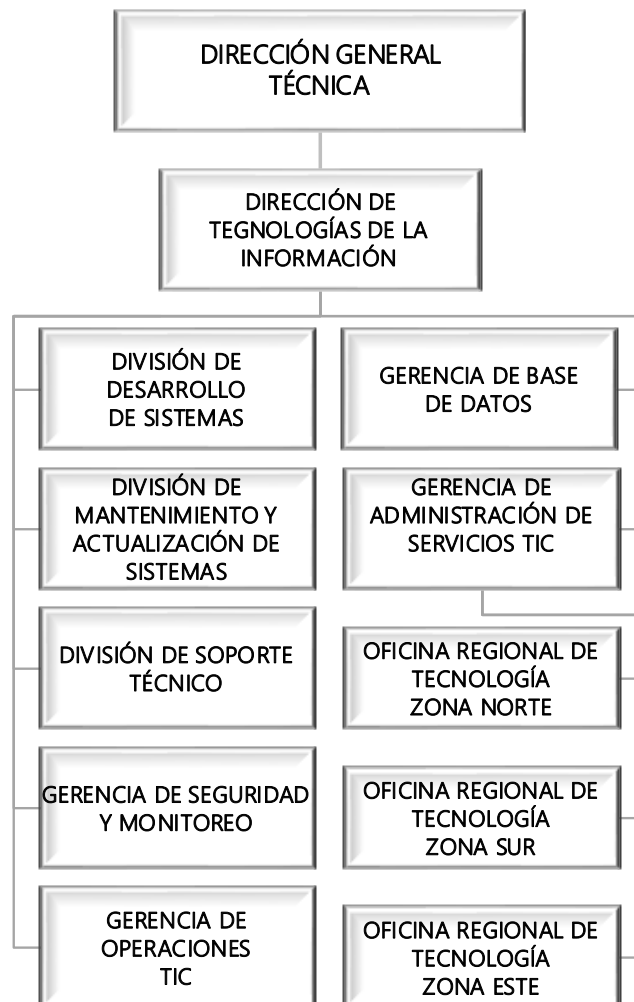 DIRECCIÓN GENERAL
TÉCNICA
DIRECCIÓN DE
TEGNOLOGÍAS DE LA
INFORMACIÓN
DIVISIÓN DE
DESARROLLO
DE SISTEMAS
GERENCIA DE BASE
DE DATOS
DIVISIÓN DE
MANTENIMIENTO Y
ACTUALIZACIÓN DE
SISTEMAS
GERENCIA DE
ADMINISTRACIÓN DE
SERVICIOS TIC
DIVISIÓN DE SOPORTE
TÉCNICO
OFICINA REGIONAL DE
TECNOLOGÍA
ZONA NORTE
GERENCIA DE SEGURIDAD
Y MONITOREO
OFICINA REGIONAL DE
TECNOLOGÍA
ZONA SUR
GERENCIA DE
OPERACIONES
TIC
OFICINA REGIONAL DE
TECNOLOGÍA
ZONA ESTE